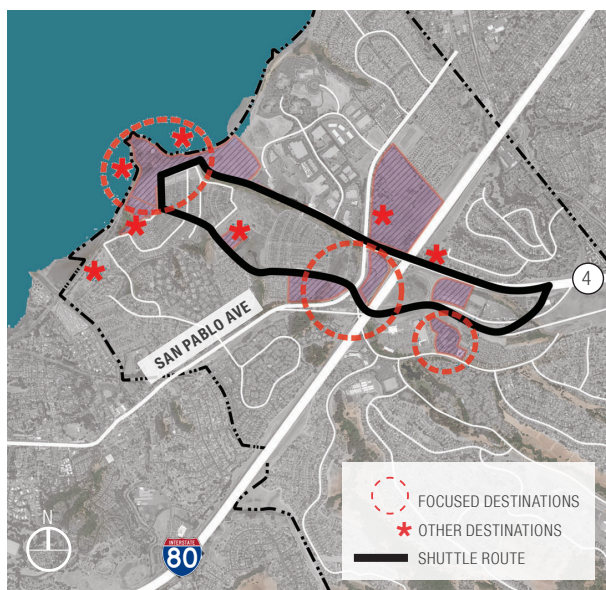 4
SAN PABLO AVE
N
INTERSTATE
80
FOCUSED DESTINATIONS
OTHER DESTINATIONS
SHUTTLE ROUTE